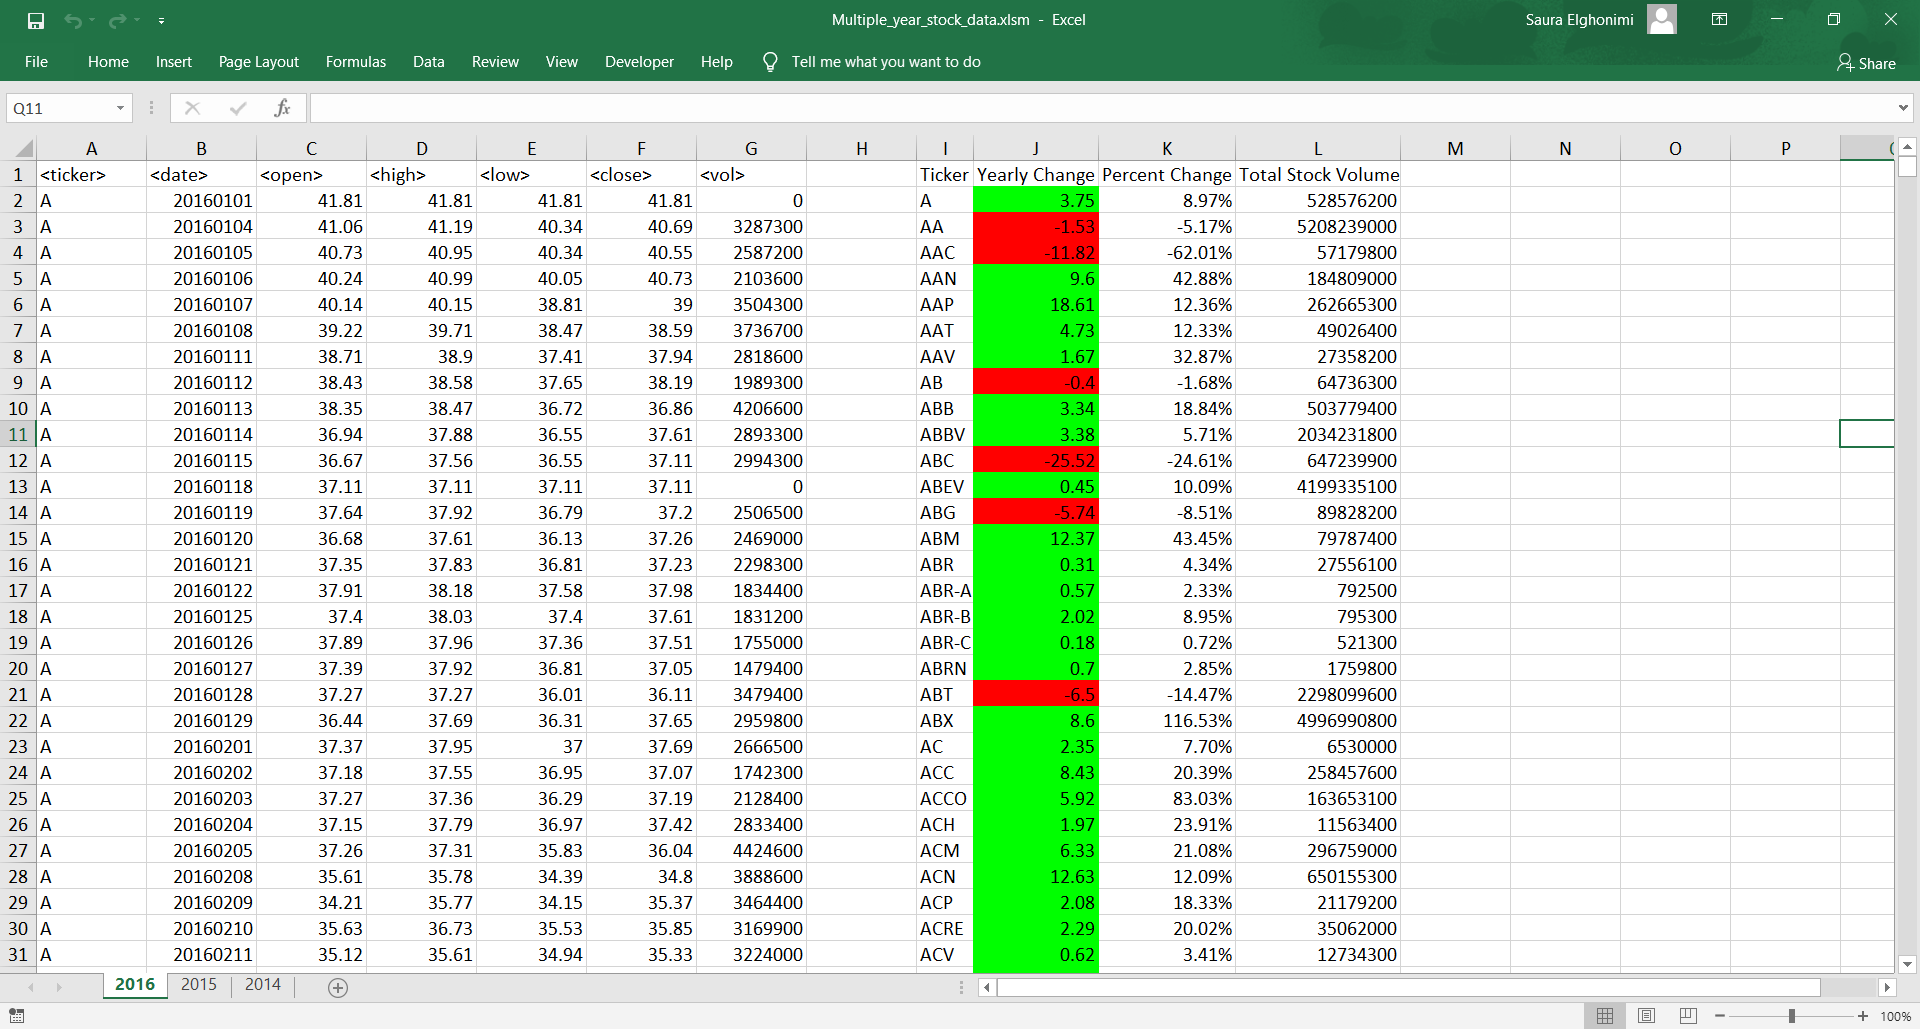 Multiple_year_stock_data.xlsm - Excel
Saura Elghonimi
File Home Insert Page Layout Formulas Data Review View Developer Help Tell me what you want to do Share
Q11 fx
A B C D E F G H I J K L M N O P
1 <ticker> <date> <open> <high> <low> <close> <vol> Ticker Yearly Change Percent Change Total Stock Volume
2 A 20160101 41.81 41.81 41.81 41.81 0 A 3.75 8.97% 528576200
3 A 20160104 41.06 41.19 40.34 40.69 3287300 AA -1.53 -5.17% 5208239000
4 A 20160105 40.73 40.95 40.34 40.55 2587200 AAC -11.82 -62.01% 57179800
5 A 20160106 40.24 40.99 40.05 40.73 2103600 AAN 9.6 42.88% 184809000
6 A 20160107 40.14 40.15 38.81 39 3504300 AAP 18.61 12.36% 262665300
7 A 20160108 39.22 39.71 38.47 38.59 3736700 AAT 4.73 12.33% 49026400
8 A 20160111 38.71 38.9 37.41 37.94 2818600 AAV 1.67 32.87% 27358200
9 A 20160112 38.43 38.58 37.65 38.19 1989300 AB -0.4 -1.68% 64736300
10 A 20160113 38.35 38.47 36.72 36.86 4206600 ABB 3.34 18.84% 503779400
11 A 20160114 36.94 37.88 36.55 37.61 2893300 ABBV 3.38 5.71% 2034231800
12 A 20160115 36.67 37.56 36.55 37.11 2994300 ABC -25.52 -24.61% 647239900
13 A 20160118 37.11 37.11 37.11 37.11 0 ABEV 0.45 10.09% 4199335100
14 A 20160119 37.64 37.92 36.79 37.2 2506500 ABG -5.74 -8.51% 89828200
15 A 20160120 36.68 37.61 36.13 37.26 2469000 ABM 12.37 43.45% 79787400
16 A 20160121 37.35 37.83 36.81 37.23 2298300 ABR 0.31 4.34% 27556100
17 A 20160122 37.91 38.18 37.58 37.98 1834400 ABR-A 0.57 2.33% 792500
18 A 20160125 37.4 38.03 37.4 37.61 1831200 ABR-B 2.02 8.95% 795300
19 A 20160126 37.89 37.96 37.36 37.51 1755000 ABR-C 0.18 0.72% 521300
20 A 20160127 37.39 37.92 36.81 37.05 1479400 ABRN 0.7 2.85% 1759800
21 A 20160128 37.27 37.27 36.01 36.11 3479400 ABT -6.5 -14.47% 2298099600
22 A 20160129 36.44 37.69 36.31 37.65 2959800 ABX 8.6 116.53% 4996990800
23 A 20160201 37.37 37.95 37 37.69 2666500 AC 2.35 7.70% 6530000
24 A 20160202 37.18 37.55 36.95 37.07 1742300 ACC 8.43 20.39% 258457600
25 A 20160203 37.27 37.36 36.29 37.19 2128400 ACCO 5.92 83.03% 163653100
26 A 20160204 37.15 37.79 36.97 37.42 2833400 ACH 1.97 23.91% 11563400
27 A 20160205 37.26 37.31 35.83 36.04 4424600 ACM 6.33 21.08% 296759000
28 A 20160208 35.61 35.78 34.39 34.8 3888600 ACN 12.63 12.09% 650155300
29 A 20160209 34.21 35.77 34.15 35.37 3464400 ACP 2.08 18.33% 21179200
30 A 20160210 35.63 36.73 35.53 35.85 3169900 ACRE 2.29 20.02% 35062000
31 A 20160211 35.12 35.61 34.94 35.33 3224000 ACV 0.62 3.41% 12734300
2016 2015 2014
100%